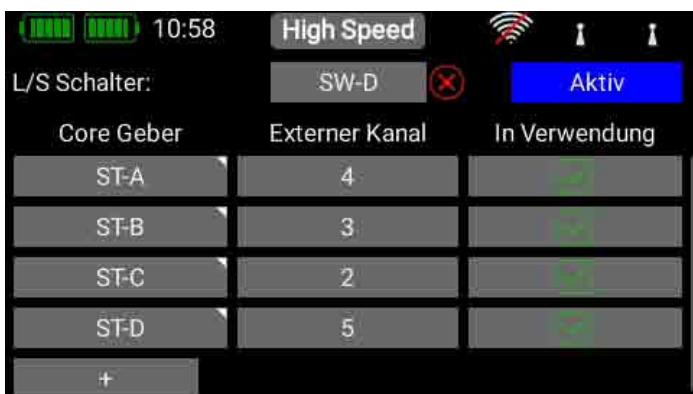 10:58 High Speed
L/S Schalter: SW-D Aktiv
Core Geber Externer Kanal In Verwendung
ST-A 4
ST-B 3
ST-C 2
ST-D 5
+